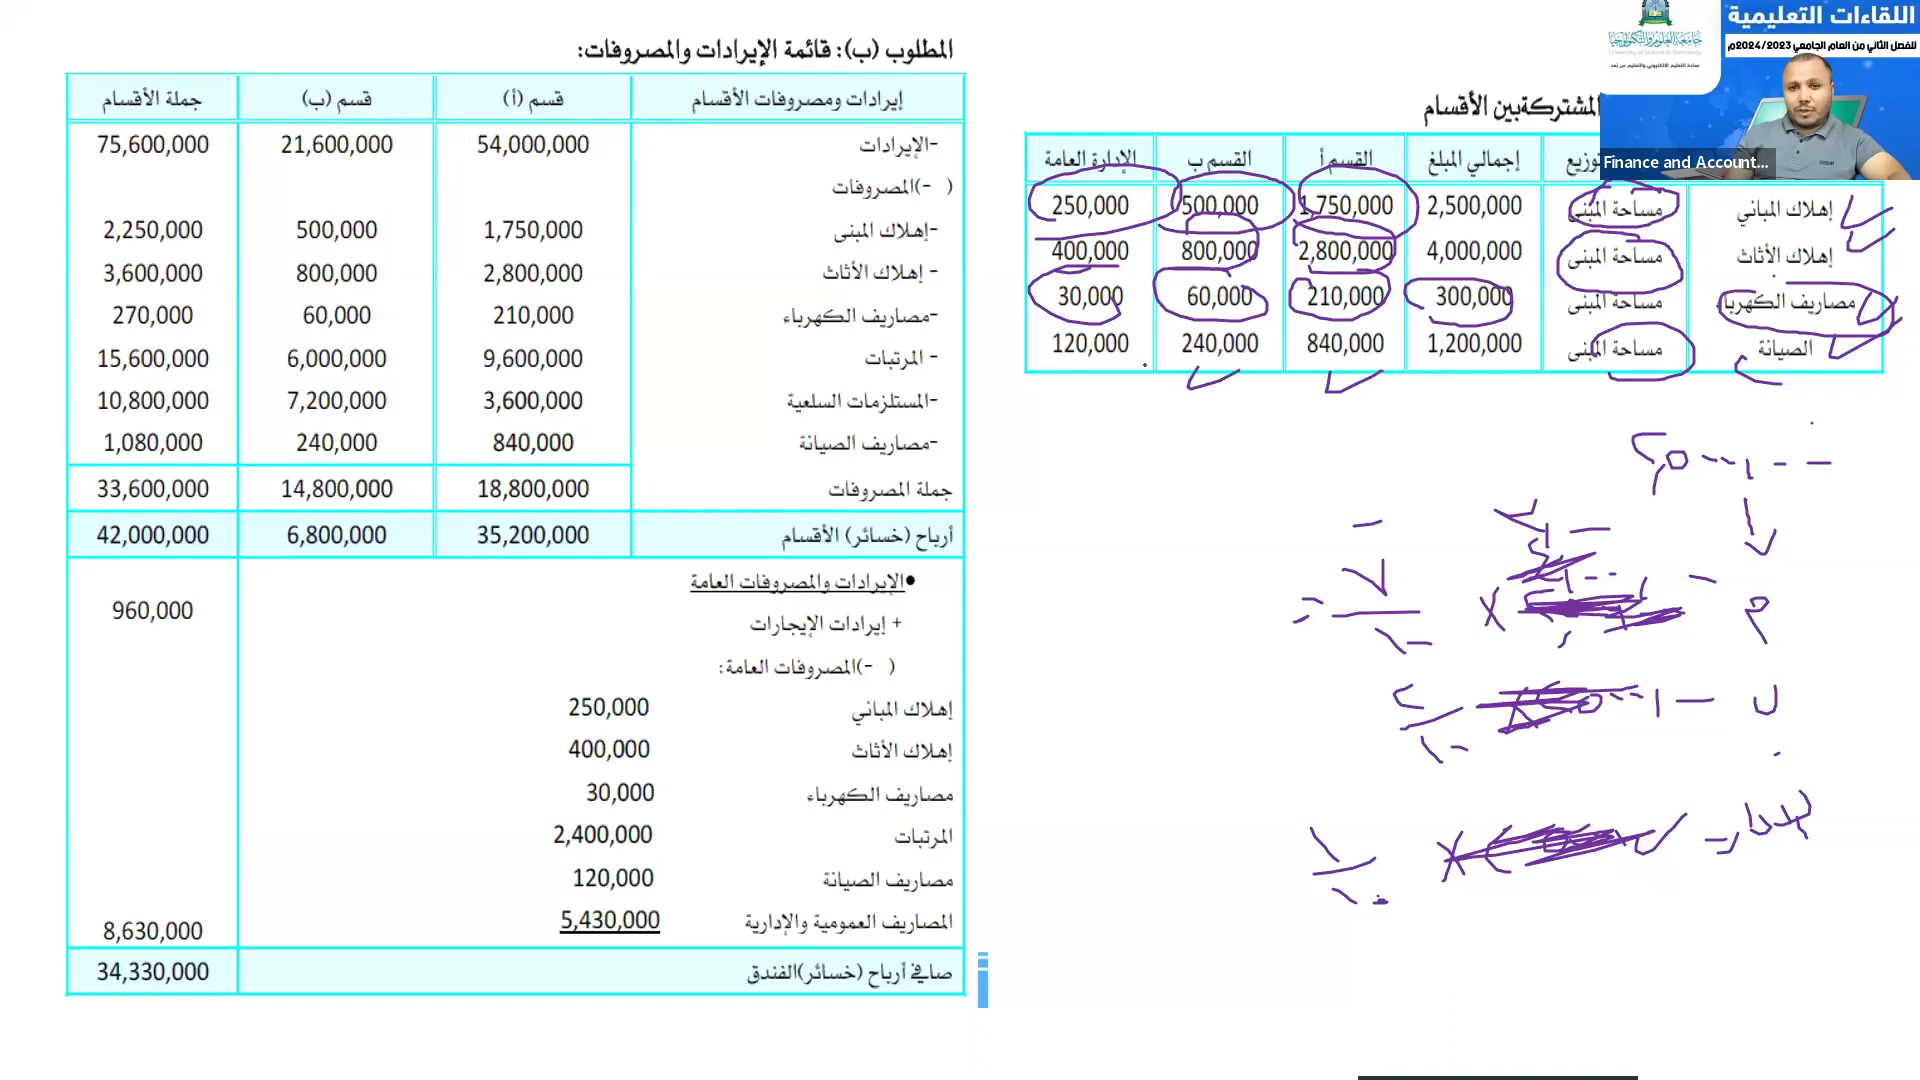 اللقاءات التعليمية
للفصل الثاني من العام الجامعي 2024/2023م
جامعة العلوم والتكنولوجيا
University of Science & Technology
Finance and Account...
المشتركة بين الأقسام
توزيع | إجمالي المبلغ | القسم أ | القسم ب | الإدارة العامة
إهلاك المباني | مساحة المبنى | 2,500,000 | 1,750,000 | 500,000 | 250,000
إهلاك الأثاث | مساحة المبنى | 4,000,000 | 2,800,000 | 800,000 | 400,000
مصاريف الكهرباء | مساحة المبنى | 300,000 | 210,000 | 60,000 | 30,000
الصيانة | مساحة المبنى | 1,200,000 | 840,000 | 240,000 | 120,000
المطلوب (ب): قائمة الإيرادات والمصروفات:
إيرادات ومصروفات الأقسام | قسم (أ) | قسم (ب) | جملة الأقسام
-الإيرادات | 54,000,000 | 21,600,000 | 75,600,000
( -)المصروفات
-إهلاك المبنى | 1,750,000 | 500,000 | 2,250,000
- إهلاك الأثاث | 2,800,000 | 800,000 | 3,600,000
-مصاريف الكهرباء | 210,000 | 60,000 | 270,000
- المرتبات | 9,600,000 | 6,000,000 | 15,600,000
-المستلزمات السلعية | 3,600,000 | 7,200,000 | 10,800,000
-مصاريف الصيانة | 840,000 | 240,000 | 1,080,000
جملة المصروفات | 18,800,000 | 14,800,000 | 33,600,000
أرباح (خسائر) الأقسام | 35,200,000 | 6,800,000 | 42,000,000
●الإيرادات والمصروفات العامة
+ إيرادات الإيجارات | 960,000
( -)المصروفات العامة:
إهلاك المباني | 250,000
إهلاك الأثاث | 400,000
مصاريف الكهرباء | 30,000
المرتبات | 2,400,000
مصاريف الصيانة | 120,000
المصاريف العمومية والإدارية | 5,430,000 | 8,630,000
صافي أرباح (خسائر)الفندق | 34,330,000